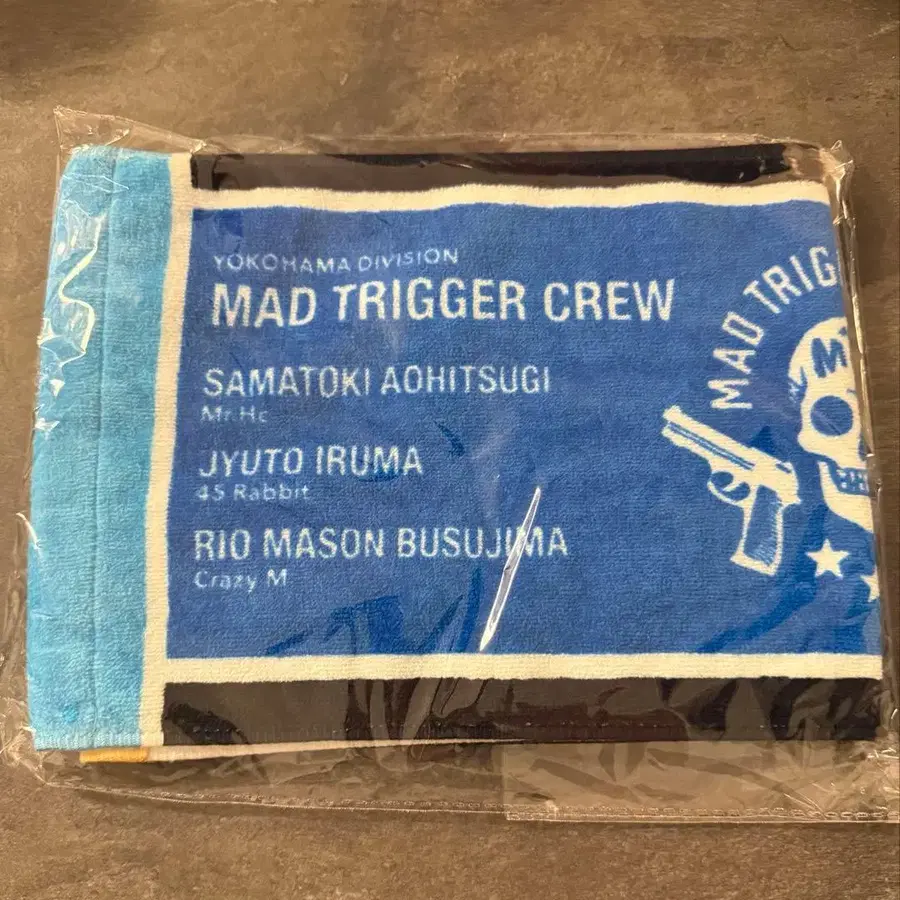 YOKOHAMA DIVISION
MAD TRIGGER CREW
SAMATOKI AOHITSUGI
Mr.Hc
JYUTO IRUMA
45 Rabbit
RIO MASON BUSUJIMA
Crazy M
MAD TRIG
M